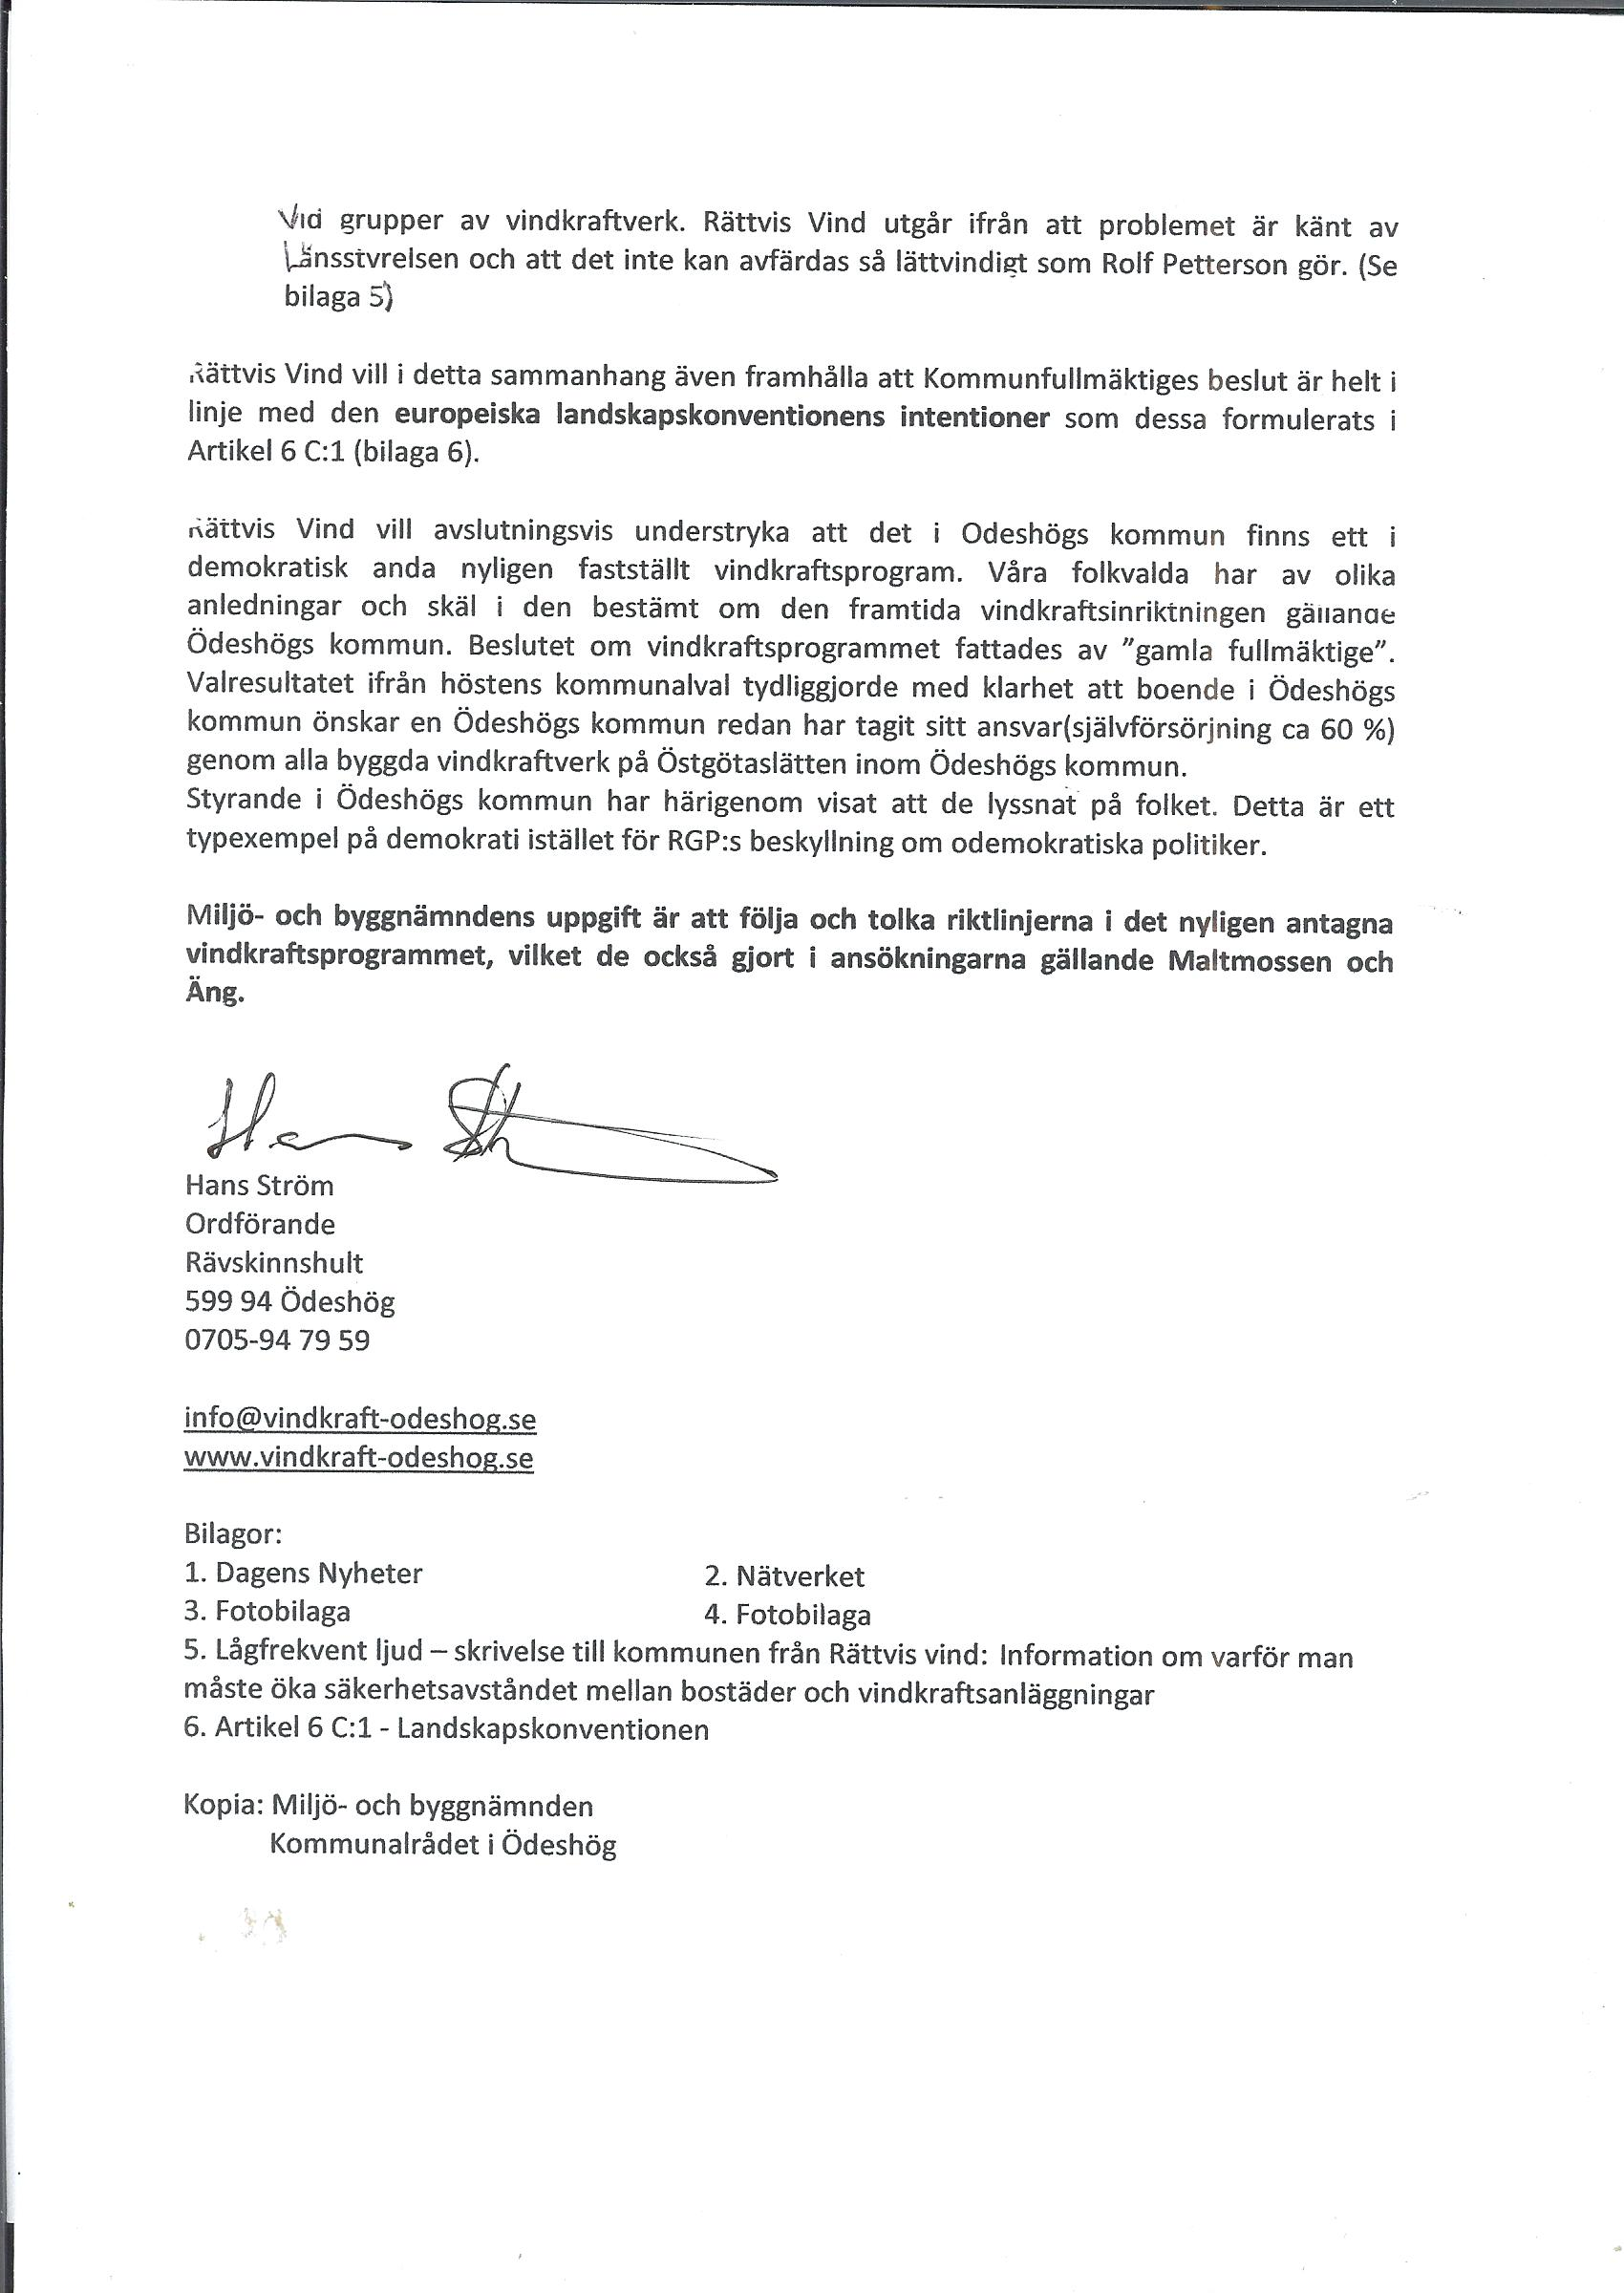 Vid grupper av vindkraftverk. Rättvis Vind utgår ifrån att problemet är känt av
Länsstyrelsen och att det inte kan avfärdas så lättvindigt som Rolf Petterson gör. (Se
bilaga 5)
Rättvis Vind vill i detta sammanhang även framhålla att Kommunfullmäktiges beslut är helt i
linje med den europeiska landskapskonventionens intentioner som dessa formulerats i
Artikel 6 C:1 (bilaga 6).
Rättvis Vind vill avslutningsvis understryka att det i Odeshögs kommun finns ett i
demokratisk anda nyligen fastställt vindkraftsprogram. Våra folkvalda har av olika
anledningar och skäl i den bestämt om den framtida vindkraftsinriktningen gällande
Ödeshögs kommun. Beslutet om vindkraftsprogrammet fattades av ”gamla fullmäktige”.
Valresultatet ifrån höstens kommunalval tydliggjorde med klarhet att boende i Ödeshögs
kommun önskar en Ödeshögs kommun redan har tagit sitt ansvar(självförsörjning ca 60 %)
genom alla byggda vindkraftverk på Östgötaslätten inom Ödeshögs kommun.
Styrande i Ödeshögs kommun har härigenom visat att de lyssnat på folket. Detta är ett
typexempel på demokrati istället för RGP:s beskyllning om odemokratiska politiker.
Miljö- och byggnämndens uppgift är att följa och tolka riktlinjerna i det nyligen antagna
vindkraftsprogrammet, vilket de också gjort i ansökningarna gällande Maltmossen och
Äng.
Hans
Hans Ström
Ordförande
Rävskinnshult
599 94 Ödeshög
0705-94 79 59
info@vindkraft-odeshog.se
www.vindkraft-odeshog.se
Bilagor:
1. Dagens Nyheter 2. Nätverket
3. Fotobilaga 4. Fotobilaga
5. Lågfrekvent ljud – skrivelse till kommunen från Rättvis vind: Information om varför man
måste öka säkerhetsavståndet mellan bostäder och vindkraftsanläggningar
6. Artikel 6 C:1 - Landskapskonventionen
Kopia: Miljö- och byggnämnden
Kommunalrådet i Ödeshög